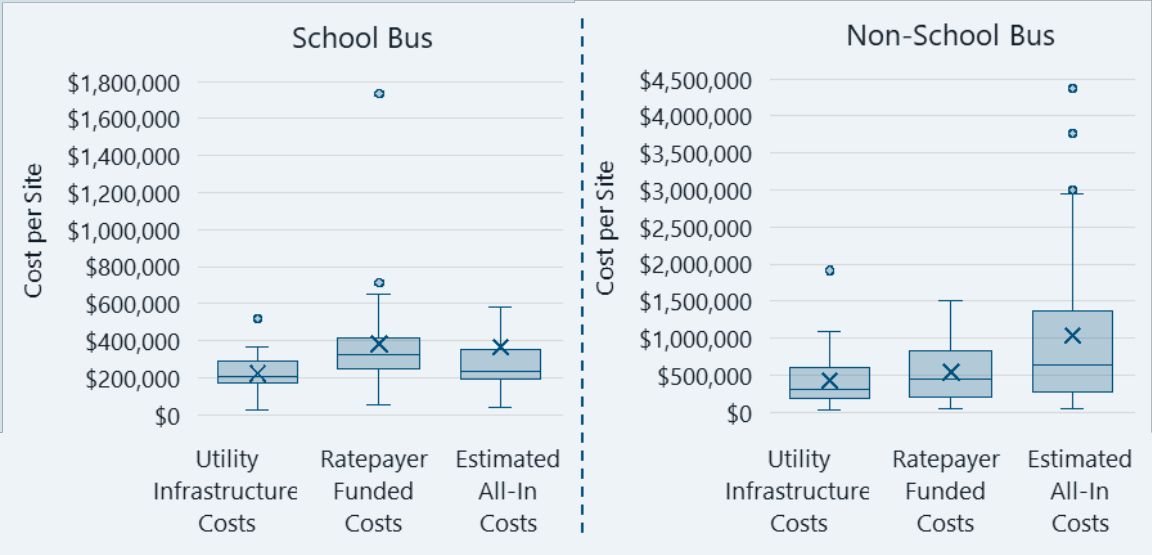 School Bus
Cost per Site
$1,800,000
$1,600,000
$1,400,000
$1,200,000
$1,000,000
$800,000
$600,000
$400,000
$200,000
$0
Utility
Infrastructure
Costs
Ratepayer
Funded
Costs
Estimated
All-In
Costs
Non-School Bus
Cost per Site
$4,500,000
$4,000,000
$3,500,000
$3,000,000
$2,500,000
$2,000,000
$1,500,000
$1,000,000
$500,000
$0
Utility
Infrastructure
Costs
Ratepayer
Funded
Costs
Estimated
All-In
Costs